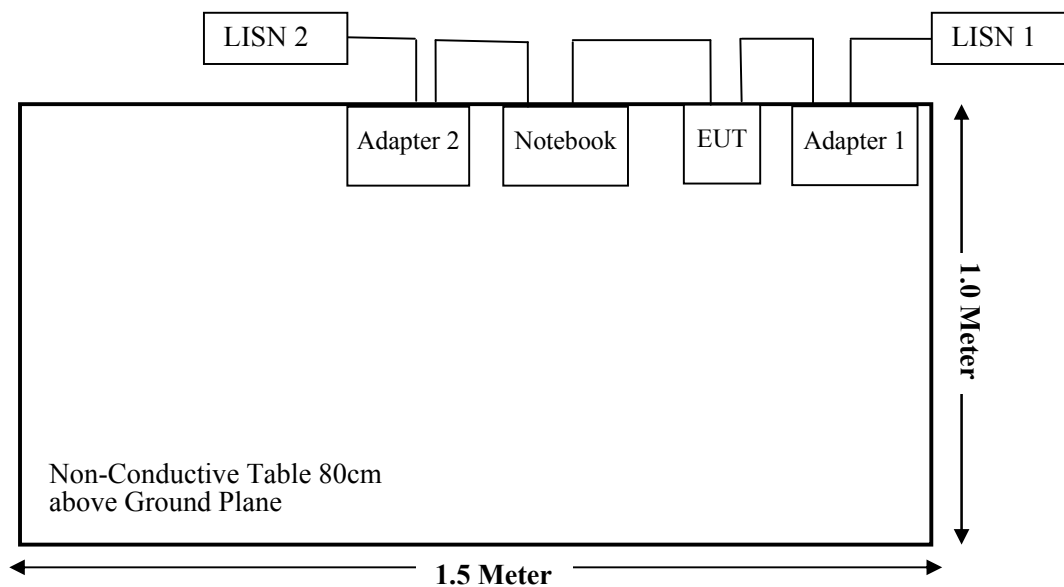 LISN 2
LISN 1
Adapter 2
Notebook
EUT
Adapter 1
1.0 Meter
Non-Conductive Table 80cm
above Ground Plane
1.5 Meter